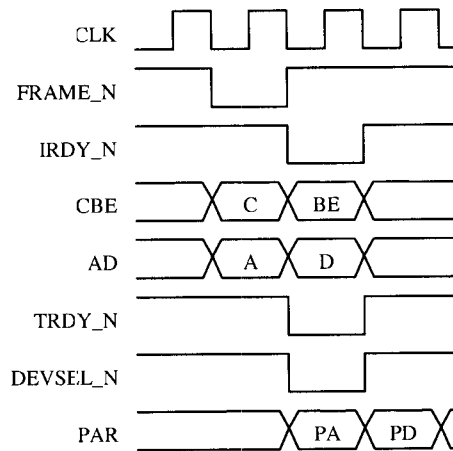 CLK
FRAME_N
IRDY_N
CBE C BE
AD A D
TRDY_N
DEVSEL_N
PAR PA PD